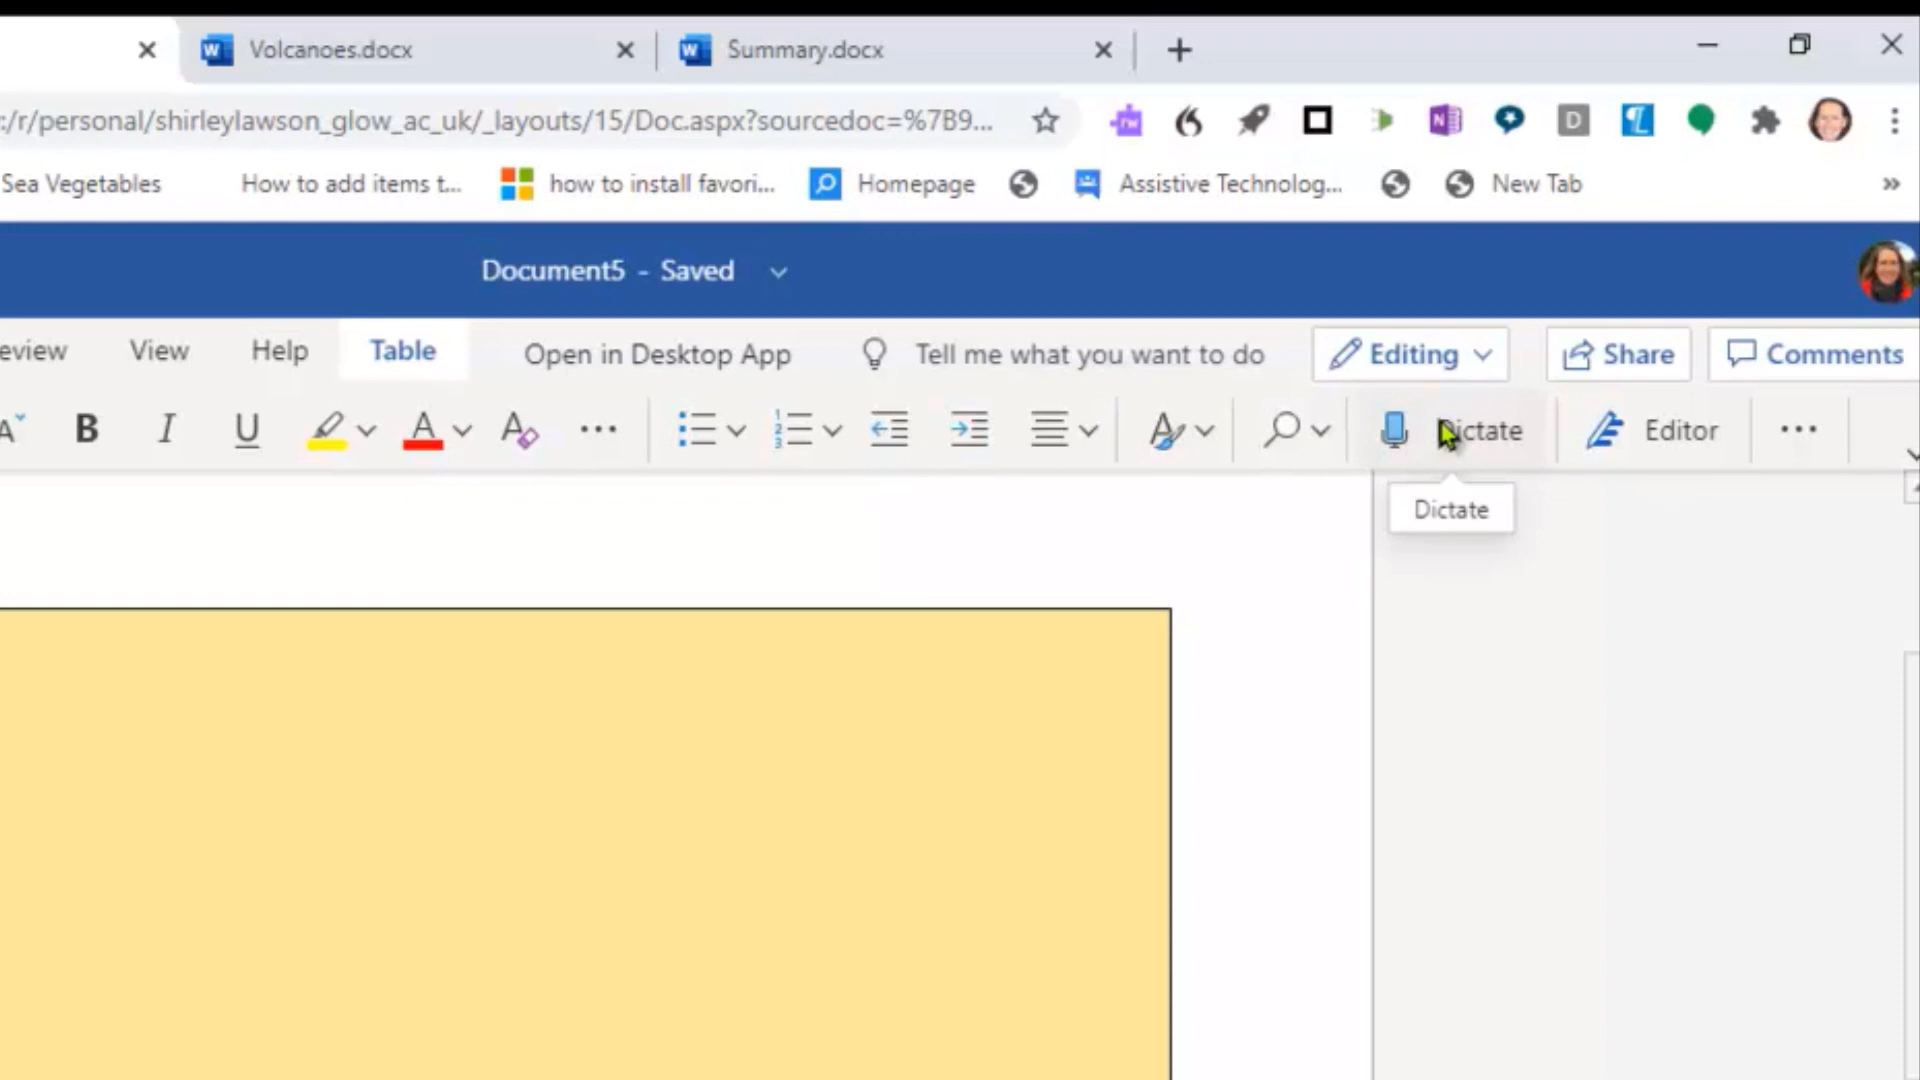 Volcanoes.docx Summary.docx
:/r/personal/shirleylawson_glow_ac_uk/_layouts/15/Doc.aspx?sourcedoc=%7B9...
Sea Vegetables How to add items t... how to install favori... Homepage Assistive Technolog... New Tab
Document5 - Saved
eview View Help Table Open in Desktop App Tell me what you want to do Editing Share Comments
A B I U A A Dictate Editor
Dictate